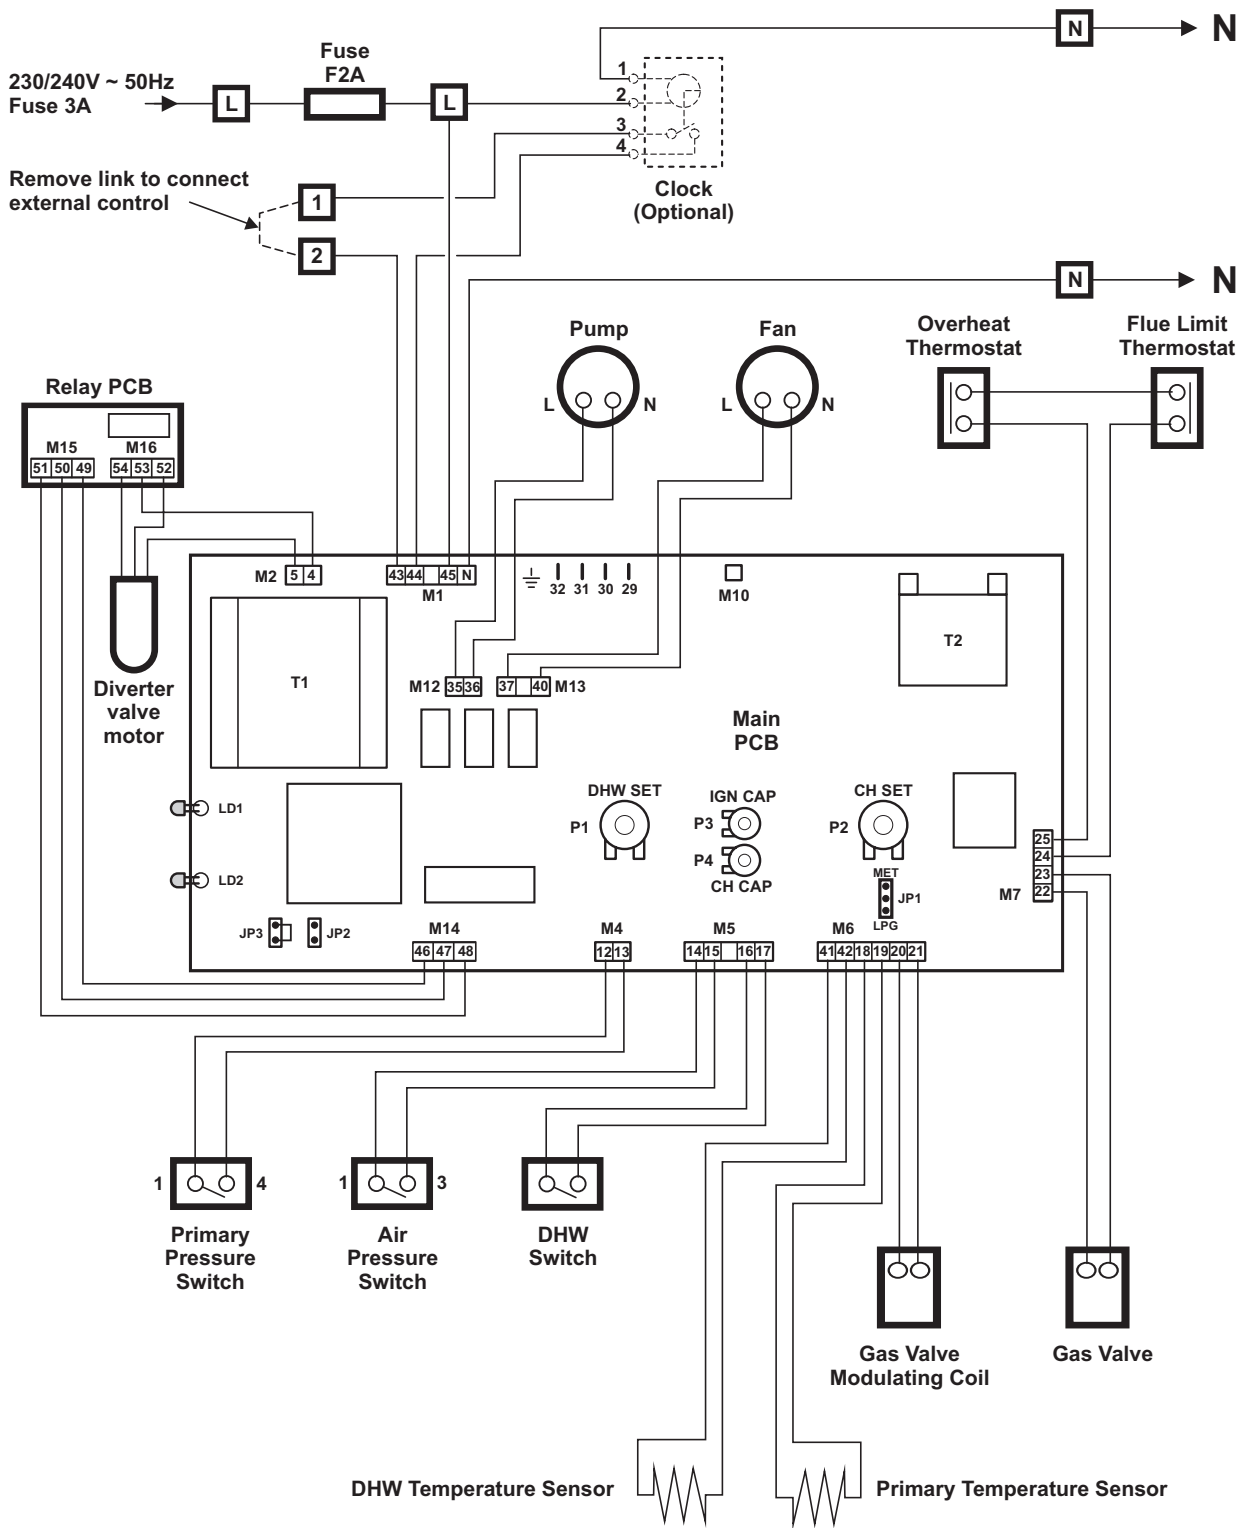 N N
Fuse
F2A
230/240V ~ 50Hz
Fuse 3A
L L
1
2
3
4
Clock
(Optional)
Remove link to connect
external control
1
2
N N
Pump
L N
Fan
L N
Overheat
Thermostat
Flue Limit
Thermostat
Relay PCB
M15 M16
51 50 49 54 53 52
M2 5 4
43 44 45 N
M1
32 31 30 29
M10
T1
T2
Diverter
valve
motor
M12 35 36
37 40 M13
Main
PCB
LD1
LD2
DHW SET
P1
IGN CAP
P3
P4
CH CAP
CH SET
P2
MET
JP1
LPG
25
24
23
22
M7
JP3 JP2
M14
46 47 48
M4
12 13
M5
14 15 16 17
M6
41 42 18 19 20 21
1 4
Primary
Pressure
Switch
1 3
Air
Pressure
Switch
DHW
Switch
Gas Valve
Modulating Coil
Gas Valve
DHW Temperature Sensor
Primary Temperature Sensor